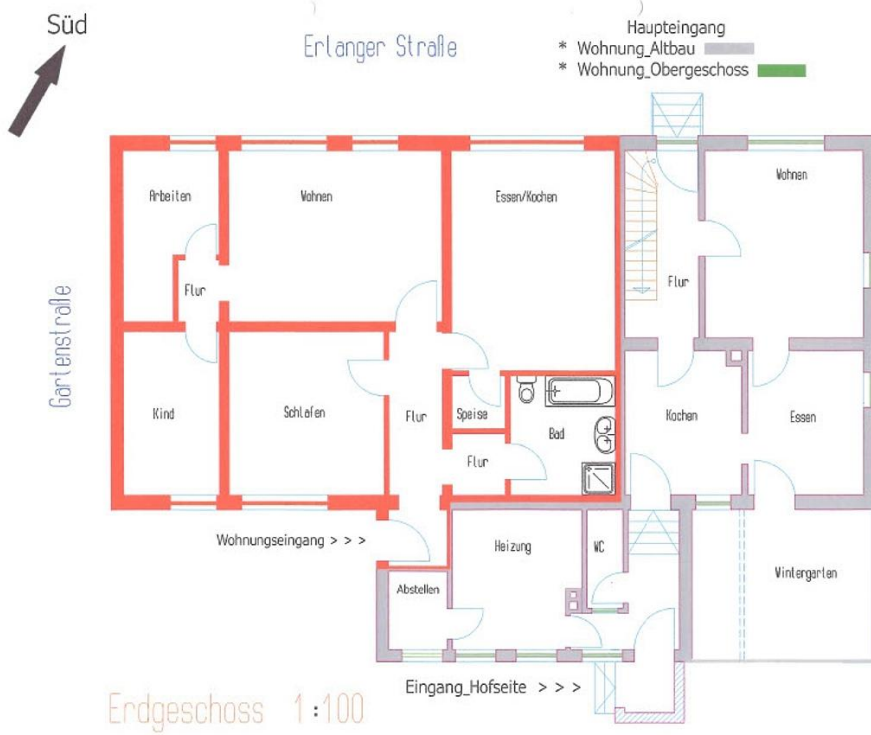 Süd
Erlanger Straße
Haupteingang
* Wohnung_Altbau
* Wohnung_Obergeschoss
Arbeiten
Wohnen
Essen/Kochen
Wohnen
Flur
Flur
Gartenstraße
Kind
Schlafen
Flur
Speise
Bad
Flur
Kochen
Essen
Wohnungseingang > > >
Heizung
WC
Wintergarten
Abstellen
Eingang_Hofseite > > >
Erdgeschoss 1:100